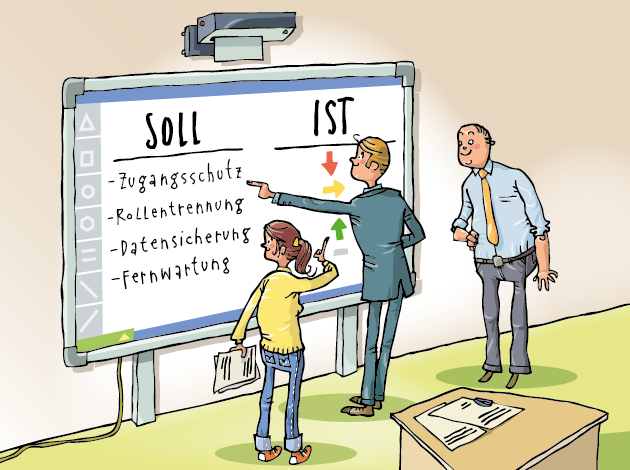 SOLL
IST
-Zugangsschutz
-Rollentrennung
-Datensicherung
-Fernwartung